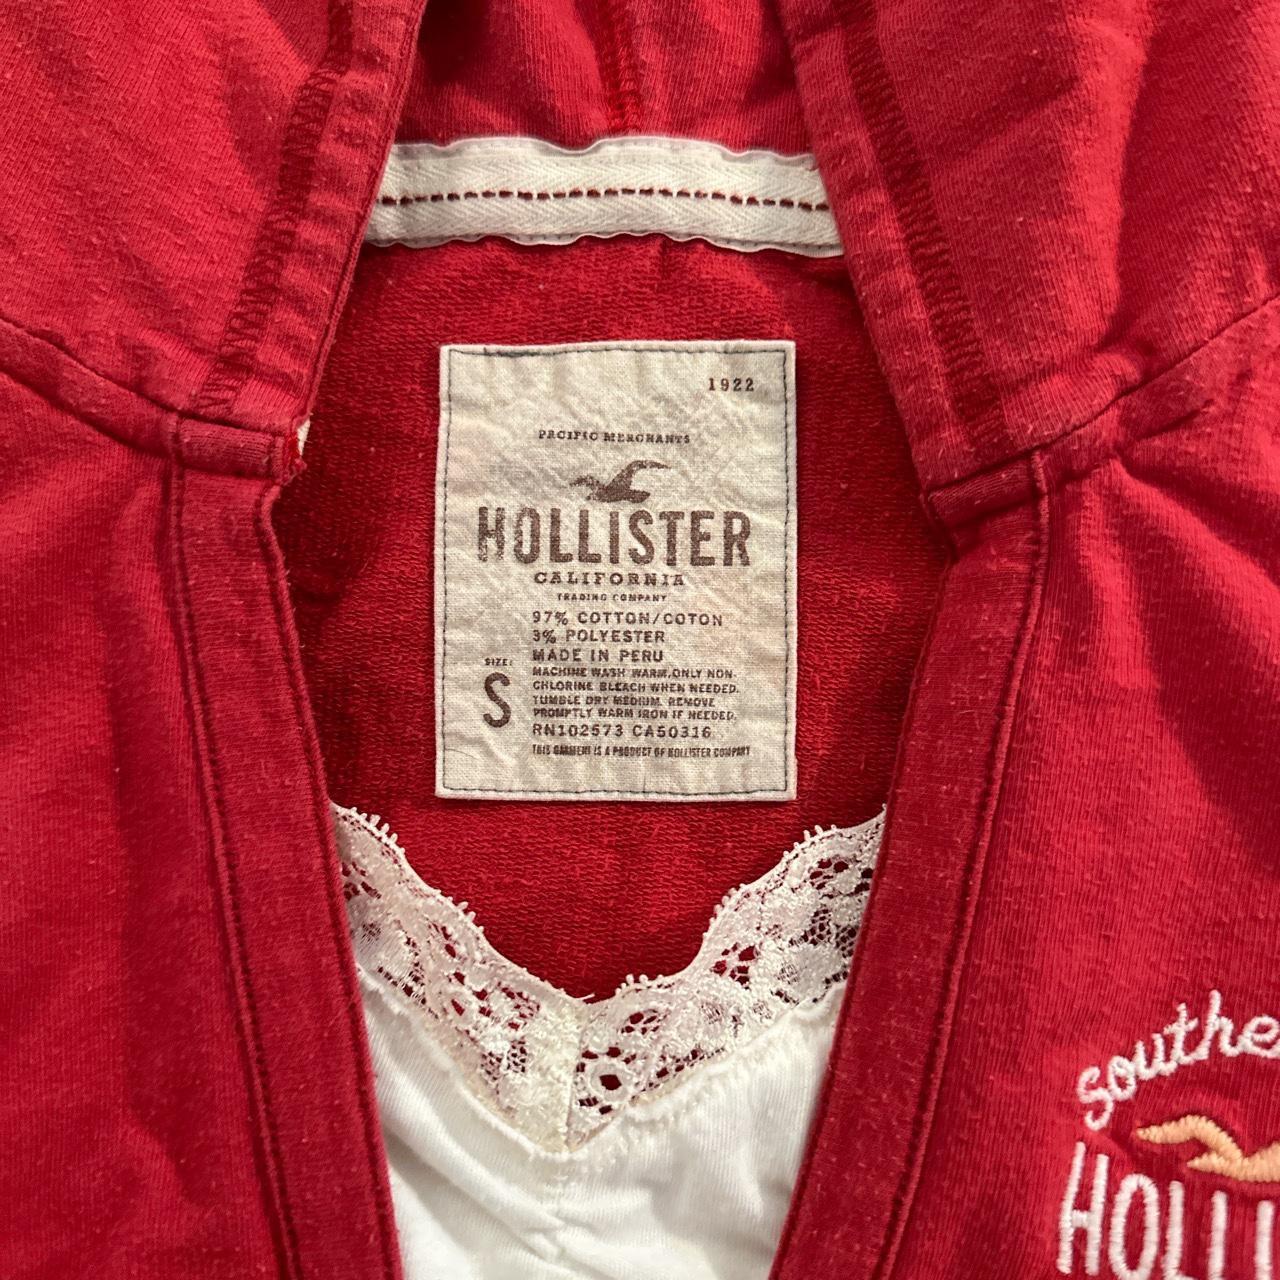 1922
PACIFIC MERCHANTS
HOLLISTER
CALIFORNIA
TRADING COMPANY
97% COTTON/COTON
3% POLYESTER
MADE IN PERU
SIZE:
S
MACHINE WASH WARM.ONLY NON-
CHLORINE BLEACH WHEN NEEDED.
TUMBLE DRY MEDIUM. REMOVE
PROMPTLY WARM IRON IF NEEDED.
RN102573 CA50316
THIS GARMENT IS A PRODUCT OF HOLLISTER COMPANY
Southe
HOLLI